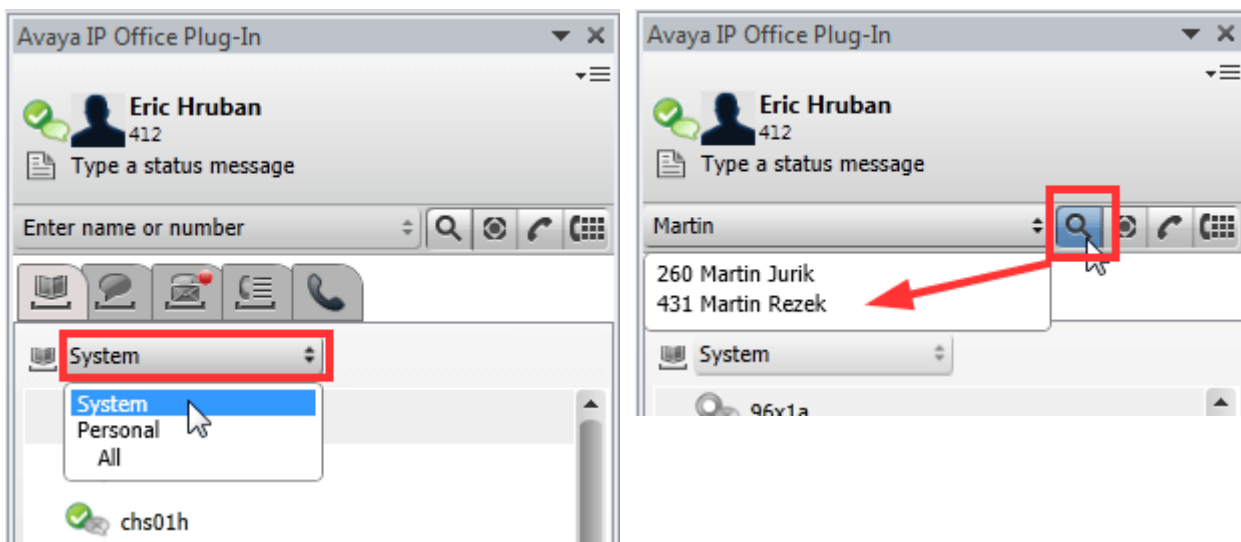 Avaya IP Office Plug-In
Eric Hruban
412
Type a status message
Enter name or number
System
System
Personal
All
chs01h
Avaya IP Office Plug-In
Eric Hruban
412
Type a status message
Martin
260 Martin Jurik
431 Martin Rezek
System
96x1a